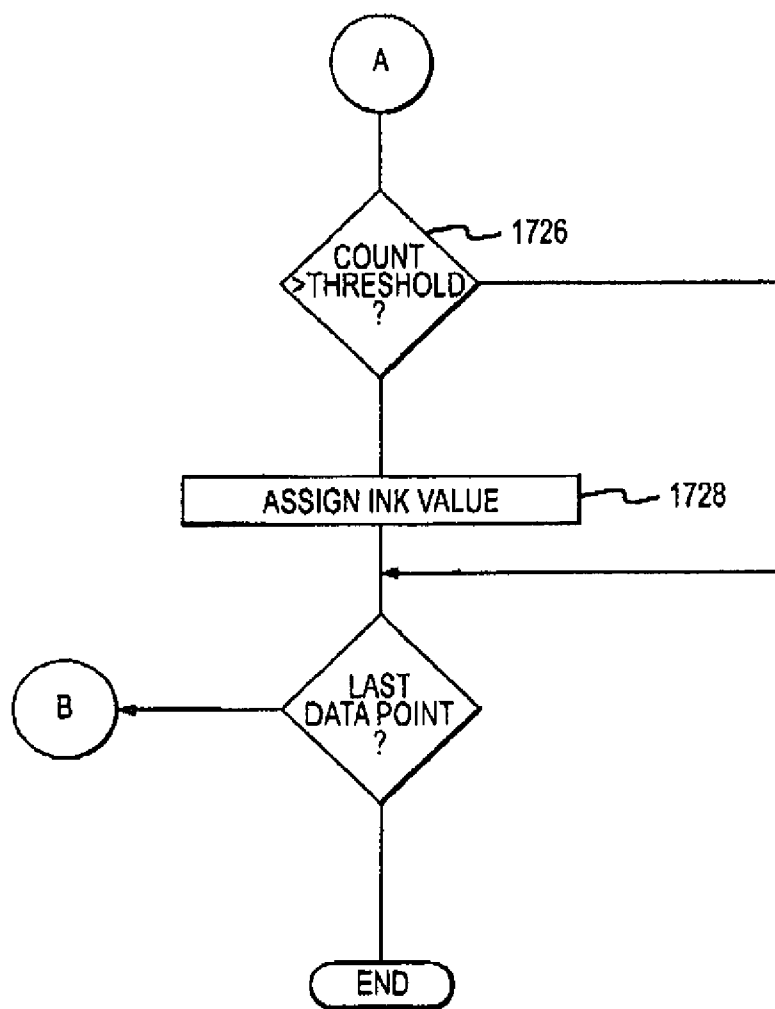 A
COUNT
>THRESHOLD
?
1726
ASSIGN INK VALUE
1728
LAST
DATA POINT
?
B
END